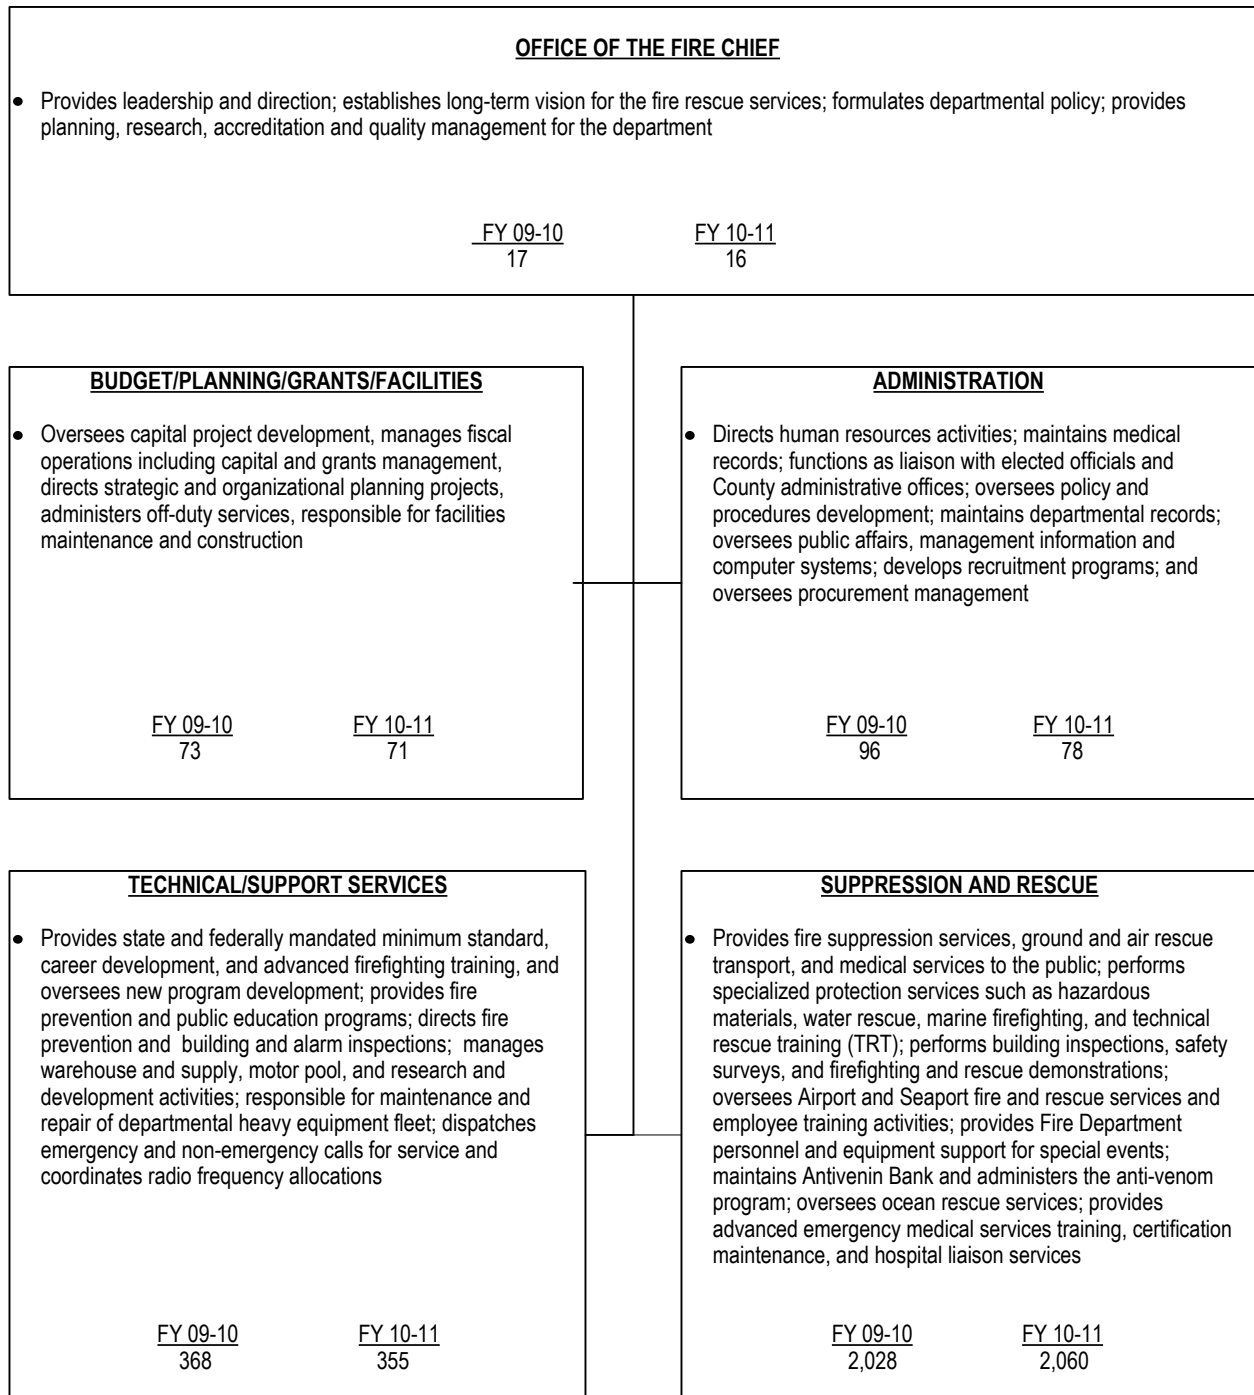 OFFICE OF THE FIRE CHIEF
• Provides leadership and direction; establishes long-term vision for the fire rescue services; formulates departmental policy; provides
planning, research, accreditation and quality management for the department
FY 09-10 FY 10-11
17 16
BUDGET/PLANNING/GRANTS/FACILITIES
• Oversees capital project development, manages fiscal
operations including capital and grants management,
directs strategic and organizational planning projects,
administers off-duty services, responsible for facilities
maintenance and construction
FY 09-10 FY 10-11
73 71
ADMINISTRATION
• Directs human resources activities; maintains medical
records; functions as liaison with elected officials and
County administrative offices; oversees policy and
procedures development; maintains departmental records;
oversees public affairs, management information and
computer systems; develops recruitment programs; and
oversees procurement management
FY 09-10 FY 10-11
96 78
TECHNICAL/SUPPORT SERVICES
• Provides state and federally mandated minimum standard,
career development, and advanced firefighting training, and
oversees new program development; provides fire
prevention and public education programs; directs fire
prevention and building and alarm inspections; manages
warehouse and supply, motor pool, and research and
development activities; responsible for maintenance and
repair of departmental heavy equipment fleet; dispatches
emergency and non-emergency calls for service and
coordinates radio frequency allocations
FY 09-10 FY 10-11
368 355
SUPPRESSION AND RESCUE
• Provides fire suppression services, ground and air rescue
transport, and medical services to the public; performs
specialized protection services such as hazardous
materials, water rescue, marine firefighting, and technical
rescue training (TRT); performs building inspections, safety
surveys, and firefighting and rescue demonstrations;
oversees Airport and Seaport fire and rescue services and
employee training activities; provides Fire Department
personnel and equipment support for special events;
maintains Antivenin Bank and administers the anti-venom
program; oversees ocean rescue services; provides
advanced emergency medical services training, certification
maintenance, and hospital liaison services
FY 09-10 FY 10-11
2,028 2,060